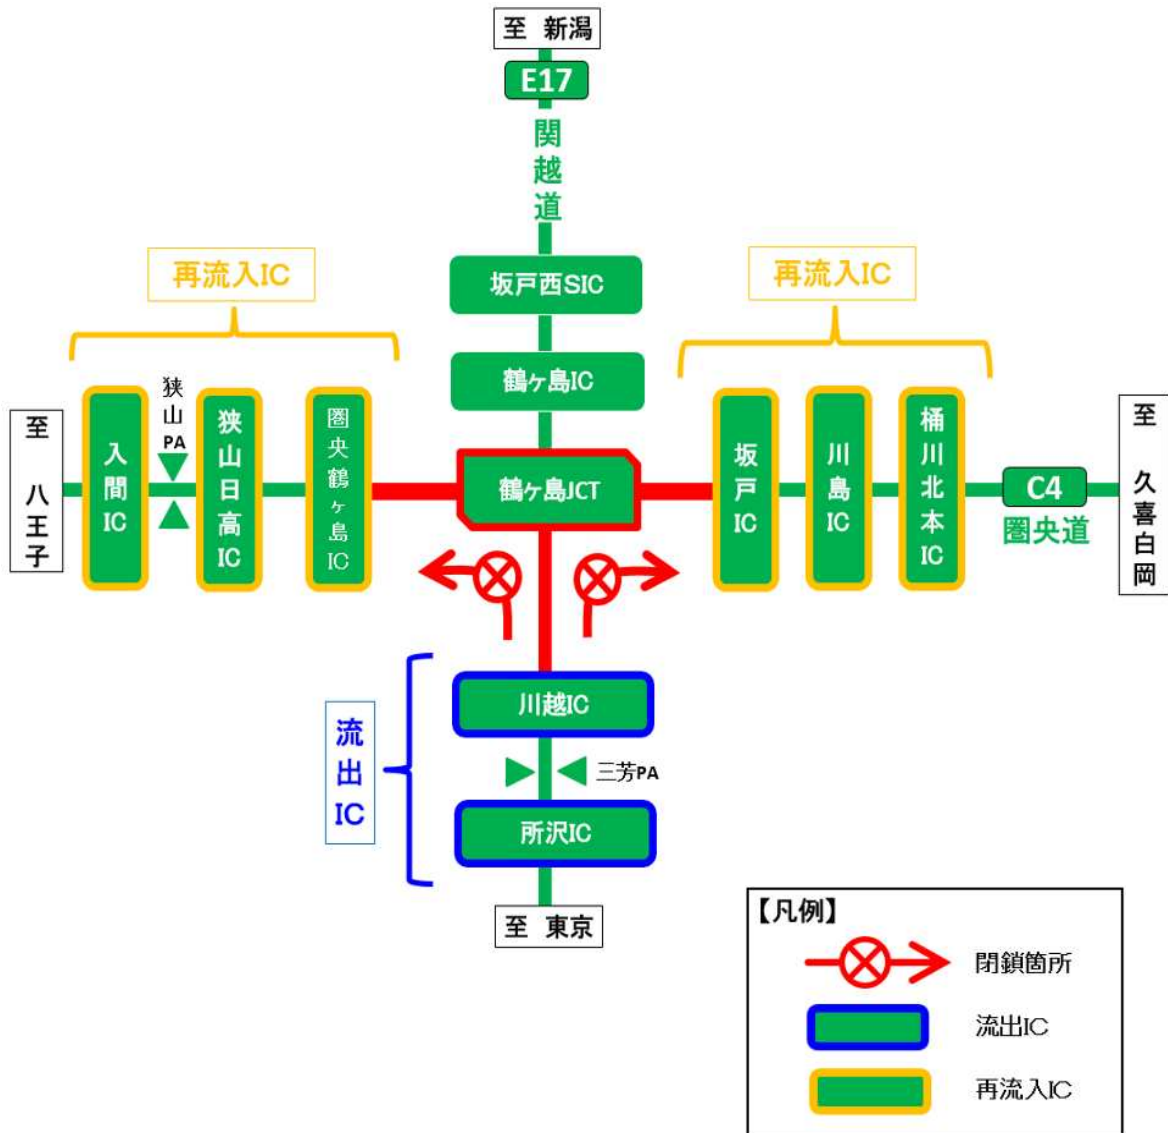 至 新潟
E17
関越道
再流入IC
再流入IC
坂戸西SIC
鶴ヶ島IC
至 八王子
入間IC
狭山PA
狭山日高IC
圏央鶴ヶ島IC
鶴ヶ島JCT
坂戸IC
川島IC
桶川北本IC
C4
圏央道
至 久喜白岡
流出IC
川越IC
三芳PA
所沢IC
至 東京
【凡例】
閉鎖箇所
流出IC
再流入IC